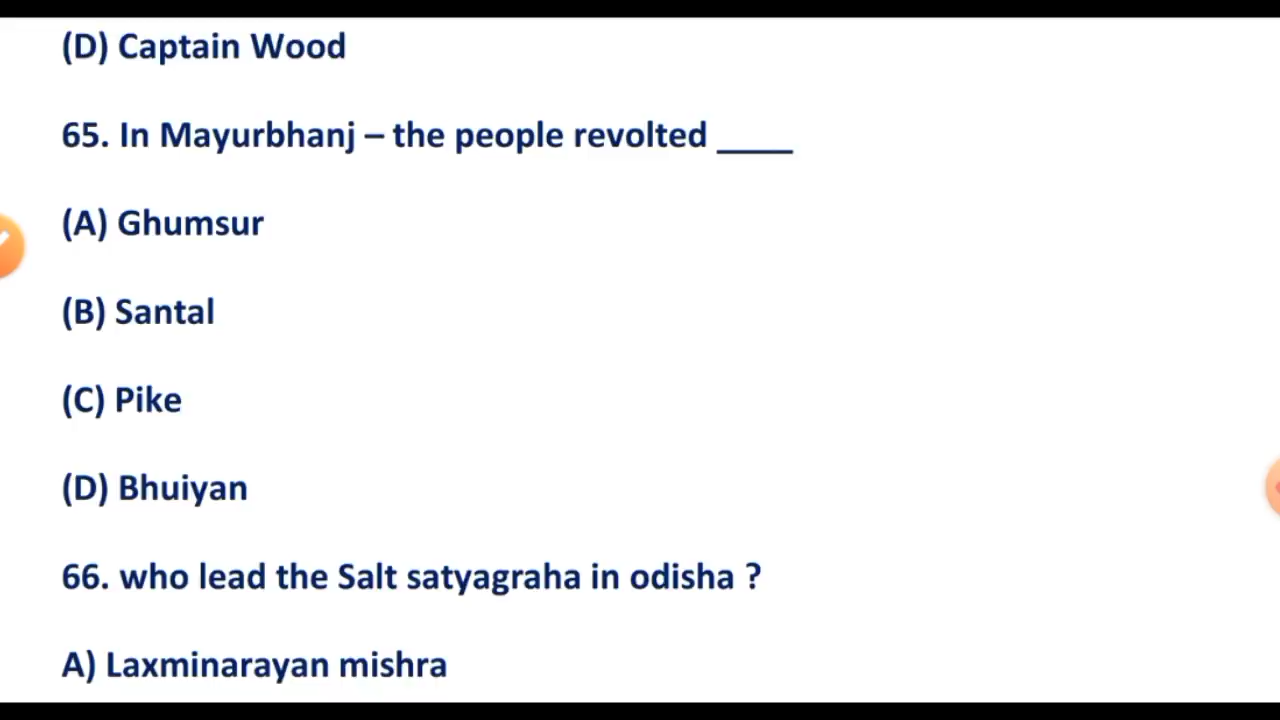 (D) Captain Wood
65. In Mayurbhanj – the people revolted ____
(A) Ghumsur
(B) Santal
(C) Pike
(D) Bhuiyan
66. who lead the Salt satyagraha in odisha ?
A) Laxminarayan mishra